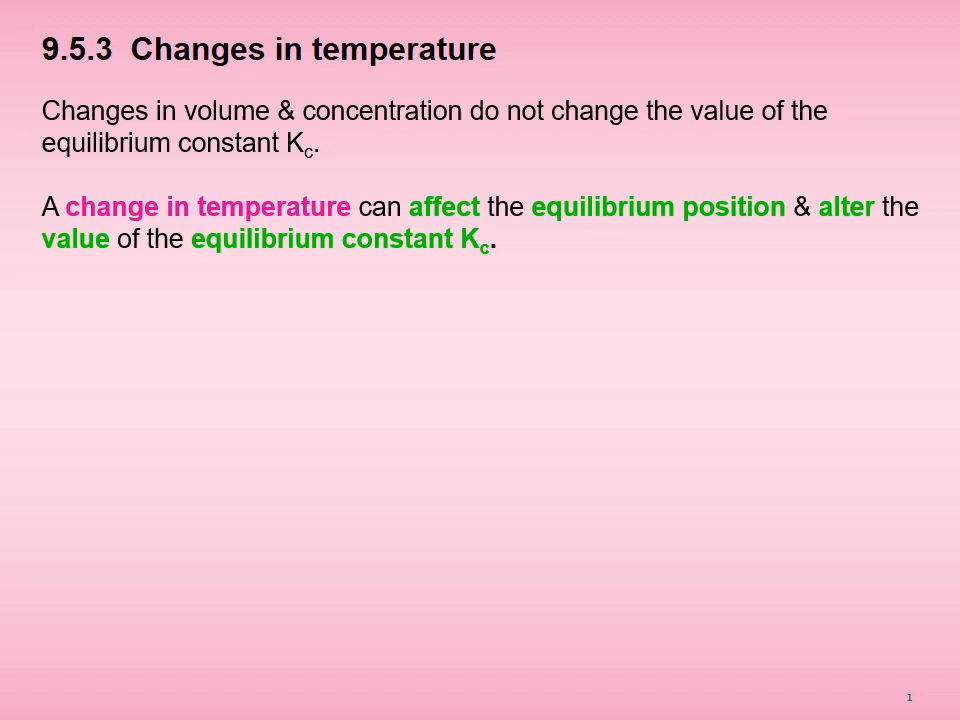 9.5.3 Changes in temperature
Changes in volume & concentration do not change the value of the
equilibrium constant Kc.
A change in temperature can affect the equilibrium position & alter the
value of the equilibrium constant Kc.
1